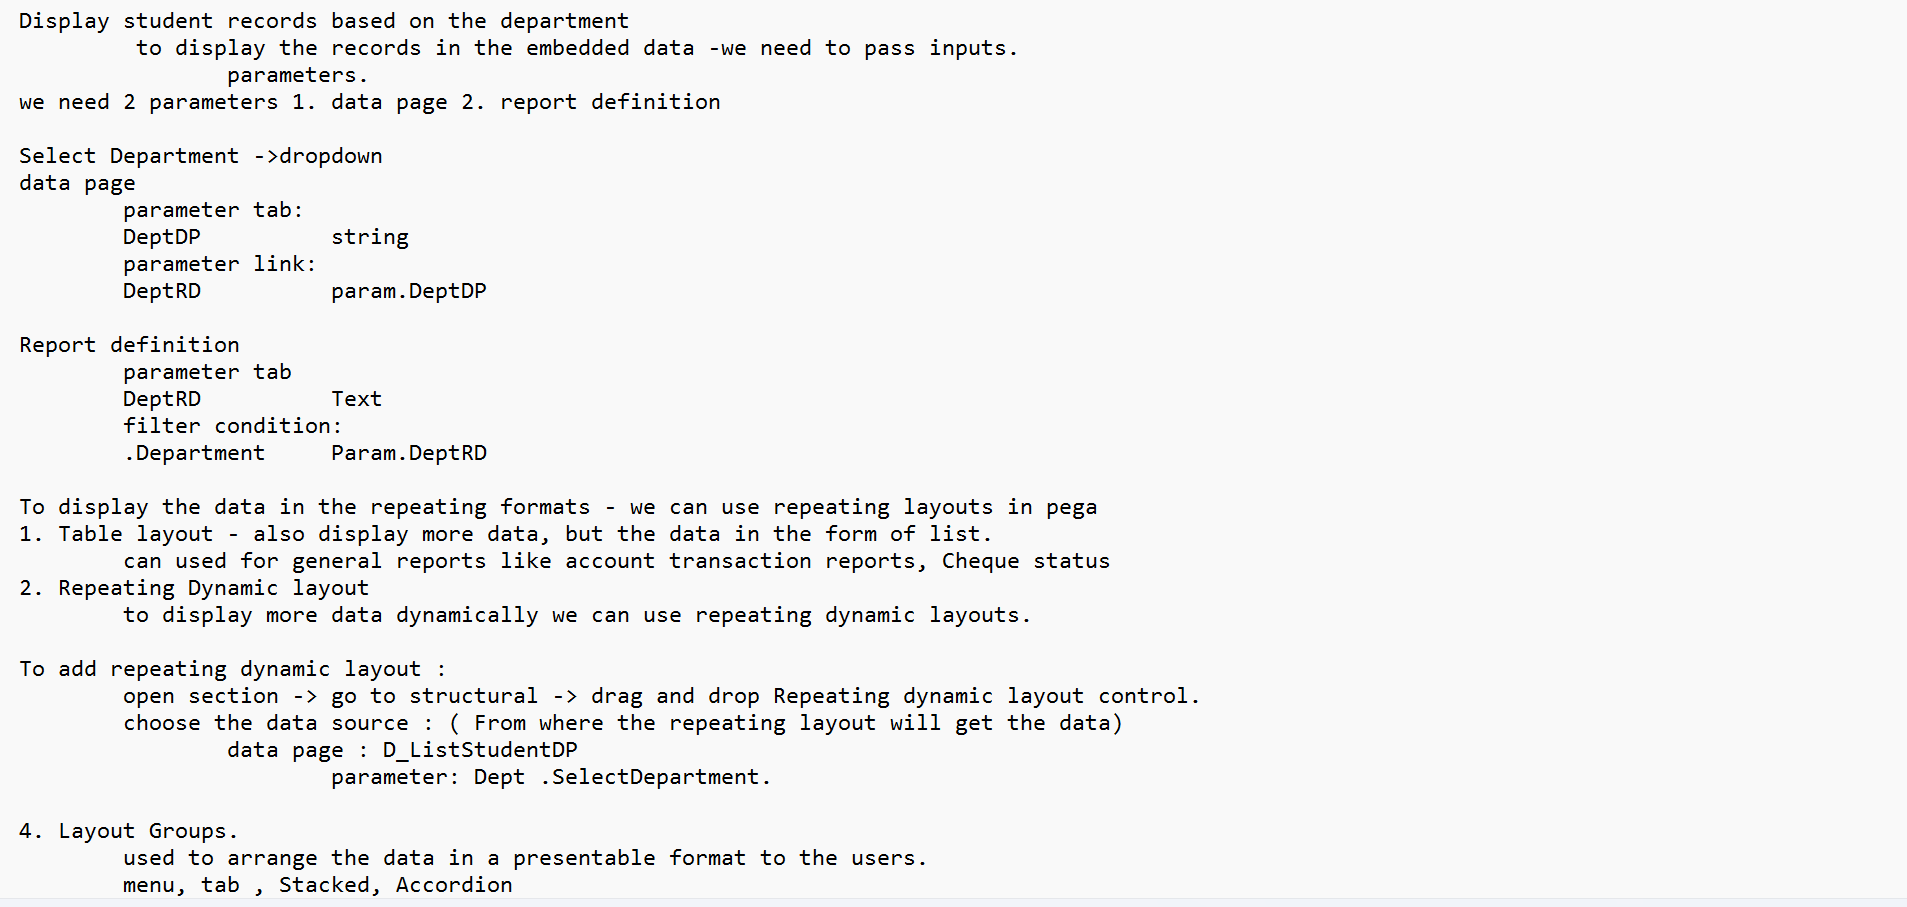 Display student records based on the department
to display the records in the embedded data -we need to pass inputs.
parameters.
we need 2 parameters 1. data page 2. report definition
Select Department ->dropdown
data page
parameter tab:
DeptDP string
parameter link:
DeptRD param.DeptDP
Report definition
parameter tab
DeptRD Text
filter condition:
.Department Param.DeptRD
To display the data in the repeating formats - we can use repeating layouts in pega
1. Table layout - also display more data, but the data in the form of list.
can used for general reports like account transaction reports, Cheque status
2. Repeating Dynamic layout
to display more data dynamically we can use repeating dynamic layouts.
To add repeating dynamic layout :
open section -> go to structural -> drag and drop Repeating dynamic layout control.
choose the data source : ( From where the repeating layout will get the data)
data page : D_ListStudentDP
parameter: Dept .SelectDepartment.
4. Layout Groups.
used to arrange the data in a presentable format to the users.
menu, tab , Stacked, Accordion